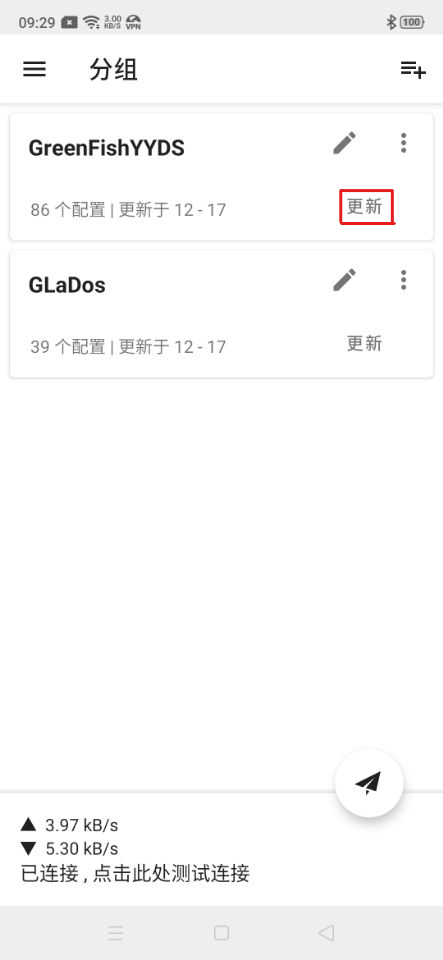 09:29 3.00 KB/S VPN 100
分组
GreenFishYYDS
86 个配置 | 更新于 12 - 17 更新
GLaDos
39 个配置 | 更新于 12 - 17 更新
3.97 kB/s
5.30 kB/s
已连接 , 点击此处测试连接